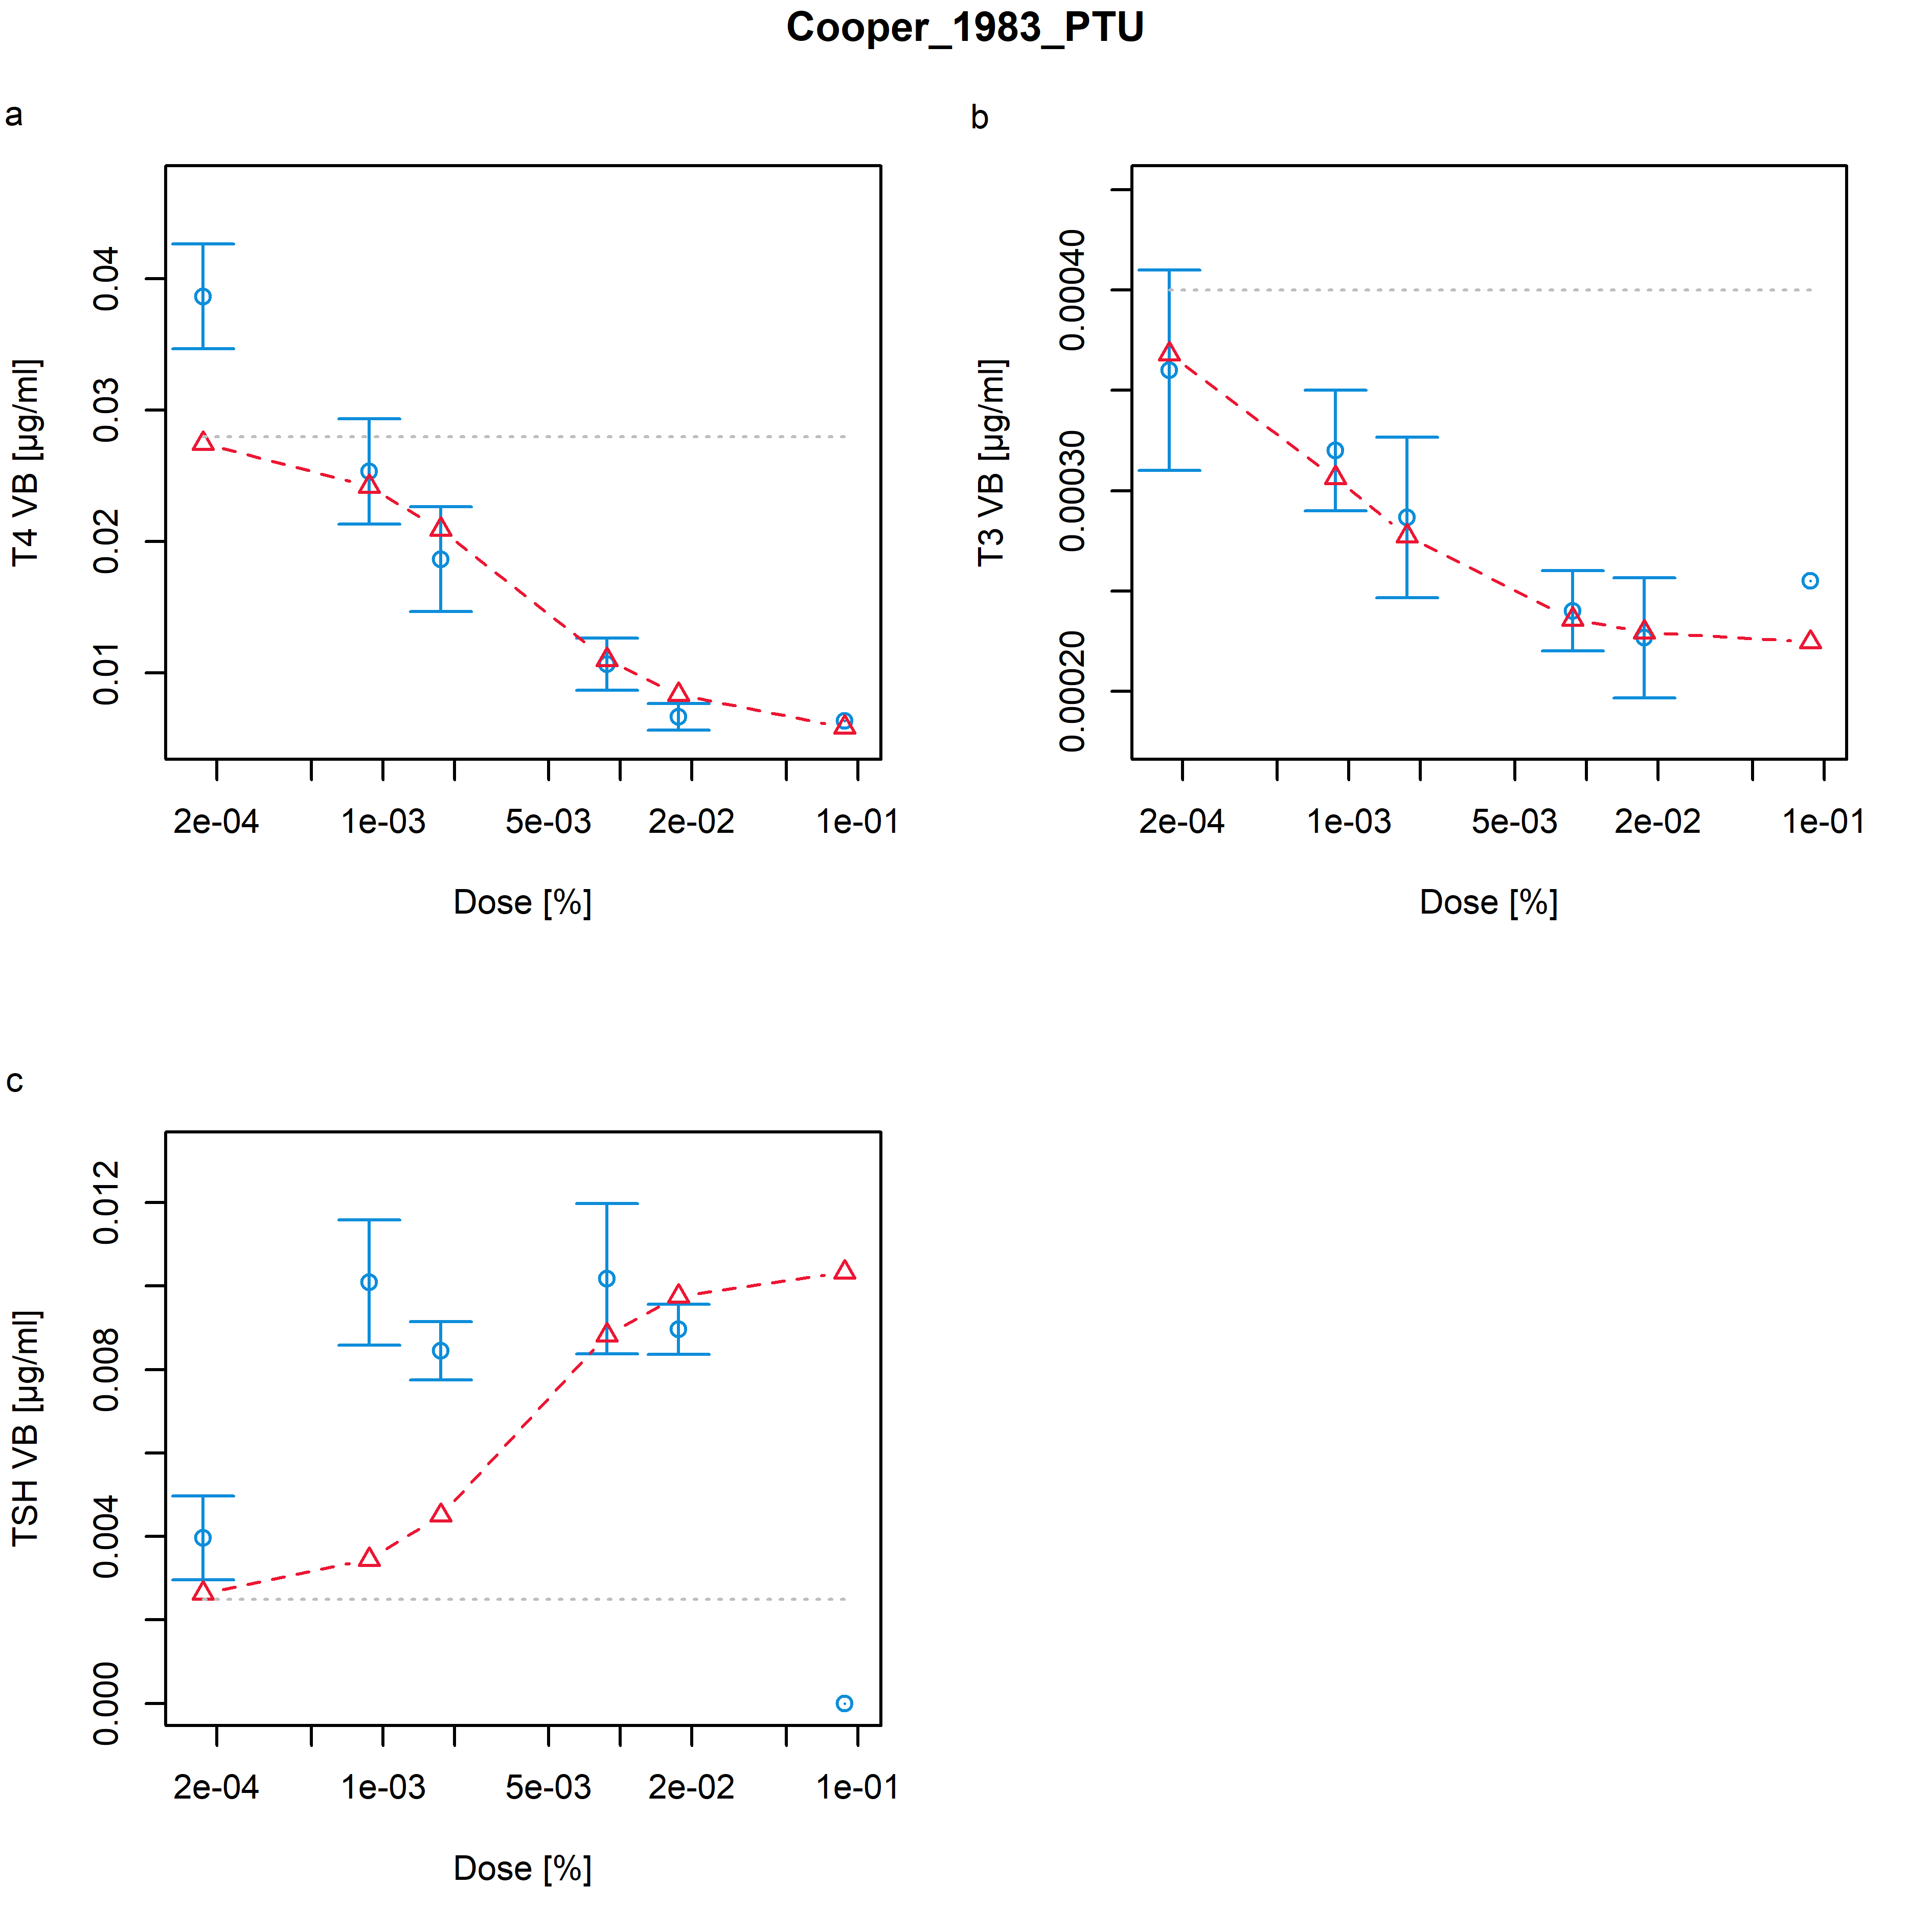 Cooper_1983_PTU
a
T4 VB [µg/ml]
0.04
0.03
0.02
0.01
2e-04 1e-03 5e-03 2e-02 1e-01
Dose [%]
b
T3 VB [µg/ml]
0.00040
0.00030
0.00020
2e-04 1e-03 5e-03 2e-02 1e-01
Dose [%]
c
TSH VB [µg/ml]
0.012
0.008
0.004
0.000
2e-04 1e-03 5e-03 2e-02 1e-01
Dose [%]